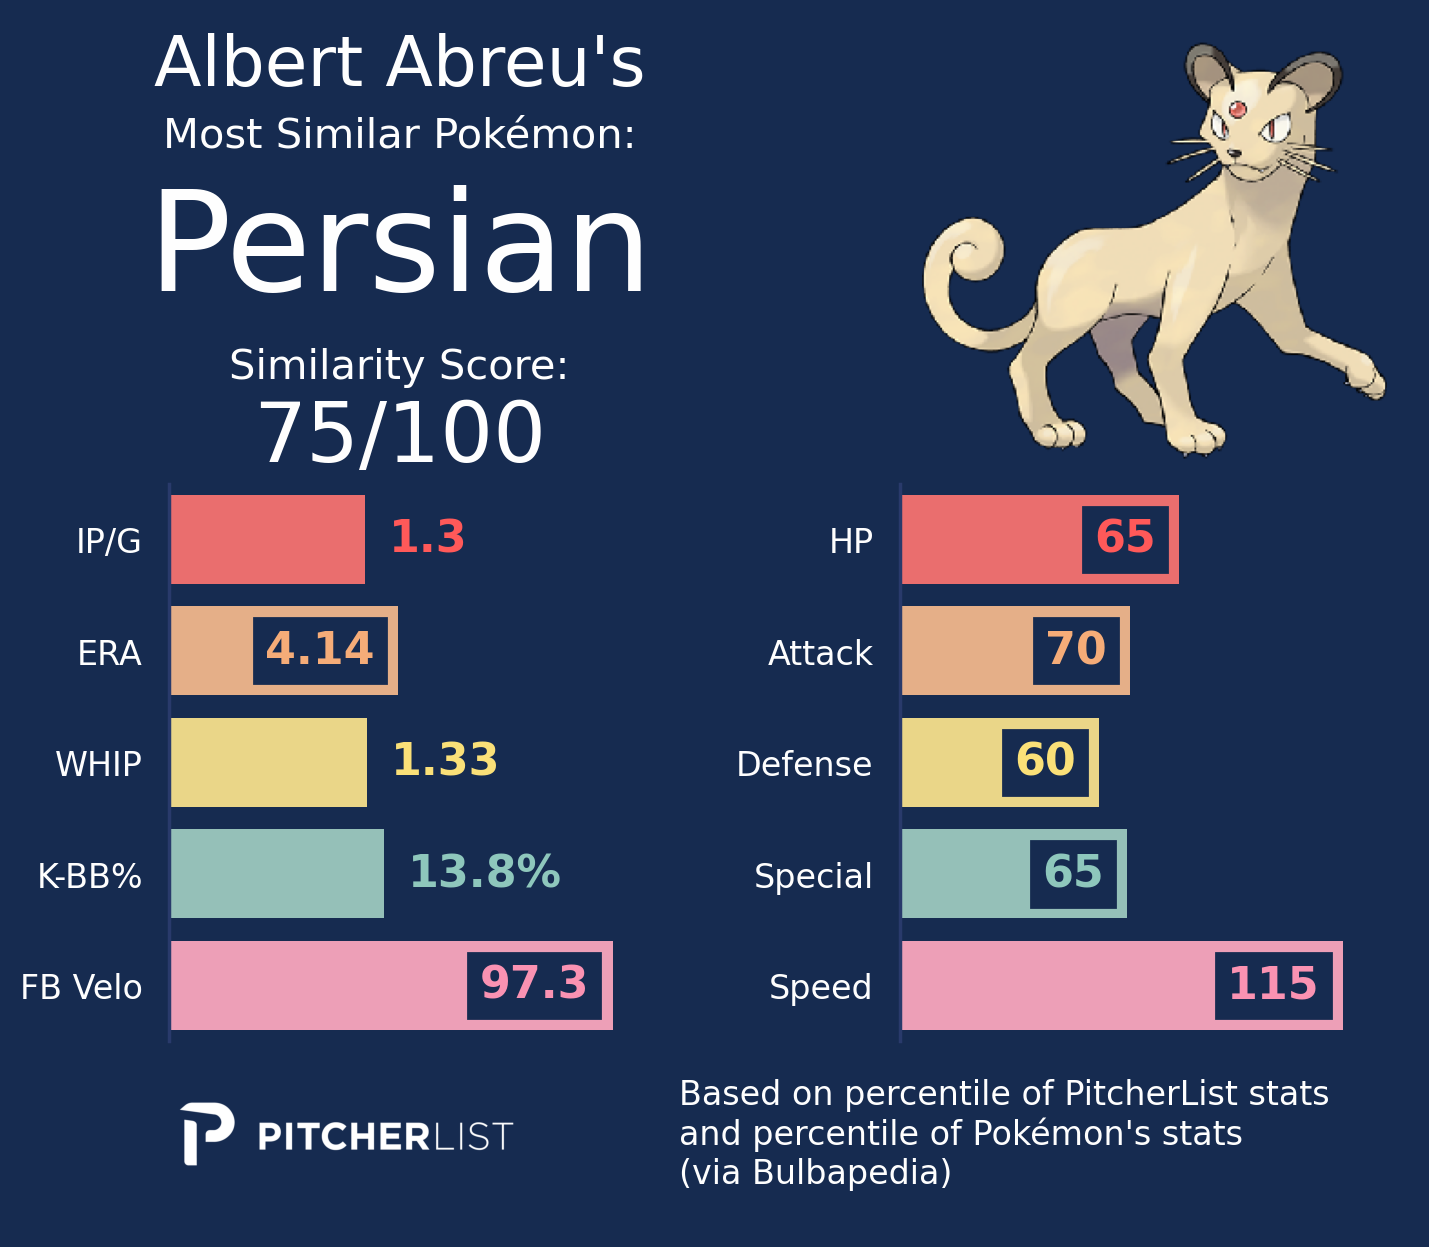 Albert Abreu's
Most Similar Pokémon:
Persian
Similarity Score:
75/100
IP/G 1.3
ERA 4.14
WHIP 1.33
K-BB% 13.8%
FB Velo 97.3
HP 65
Attack 70
Defense 60
Special 65
Speed 115
PITCHERLIST
Based on percentile of PitcherList stats
and percentile of Pokémon's stats
(via Bulbapedia)